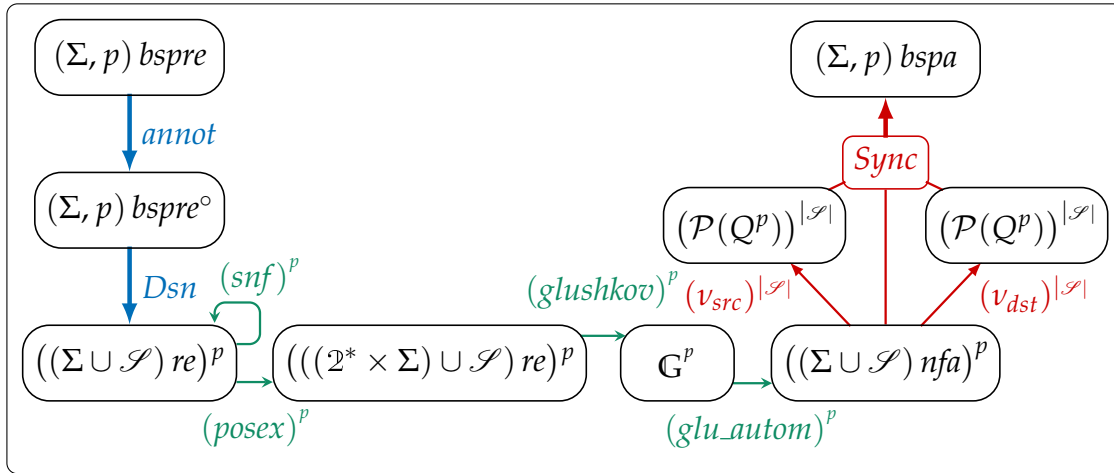 (Σ, p) bspre
(Σ, p) bspa
annot
Sync
(Σ, p) bspre°
(𝒫(Q^p))^|𝒮|
(𝒫(Q^p))^|𝒮|
Dsn
(snf)^p
(glushkov)^p
(ν_src)^|𝒮|
(ν_dst)^|𝒮|
((Σ ∪ 𝒮) re)^p
(((𝟚* × Σ) ∪ 𝒮) re)^p
𝔾^p
((Σ ∪ 𝒮) nfa)^p
(posex)^p
(glu_autom)^p